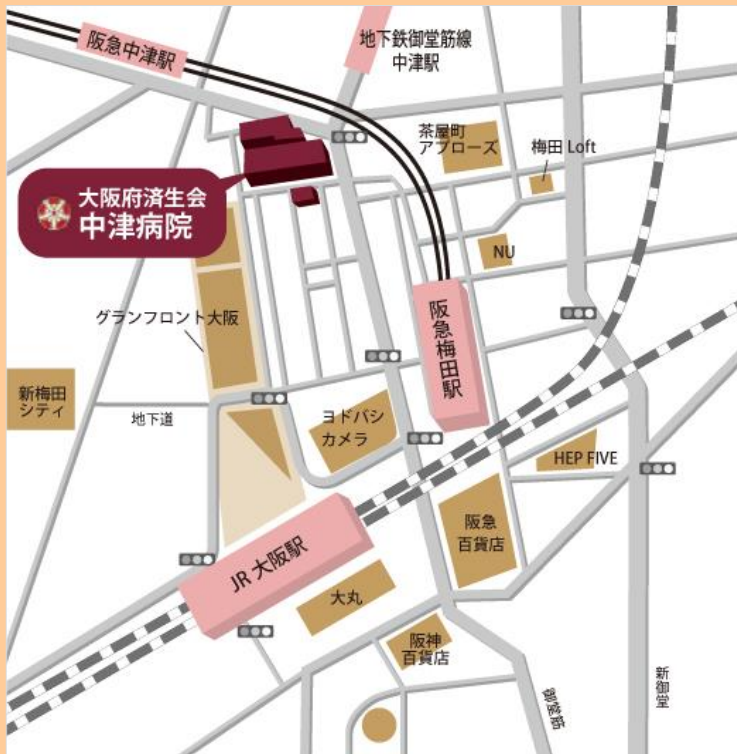 阪急中津駅
地下鉄御堂筋線
中津駅
茶屋町
アプローズ
梅田 Loft
大阪府済生会
中津病院
NU
グランフロント大阪
阪急梅田駅
新梅田
シティ
地下道
ヨドバシ
カメラ
HEP FIVE
阪急
百貨店
JR 大阪駅
大丸
阪神
百貨店
御堂筋
新御堂